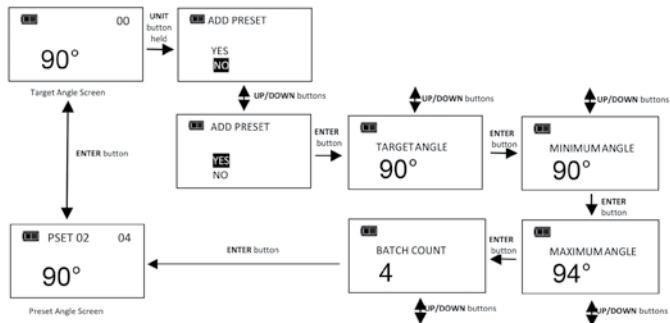 00
90°
Target Angle Screen
UNIT
button
held
ADD PRESET
YES
NO
UP/DOWN buttons
ADD PRESET
YES
NO
ENTER
button
UP/DOWN buttons
TARGET ANGLE
90°
ENTER
button
UP/DOWN buttons
MINIMUM ANGLE
90°
ENTER
button
MAXIMUM ANGLE
94°
UP/DOWN buttons
ENTER
button
BATCH COUNT
4
UP/DOWN buttons
ENTER button
PSET 02 04
90°
Preset Angle Screen
ENTER button